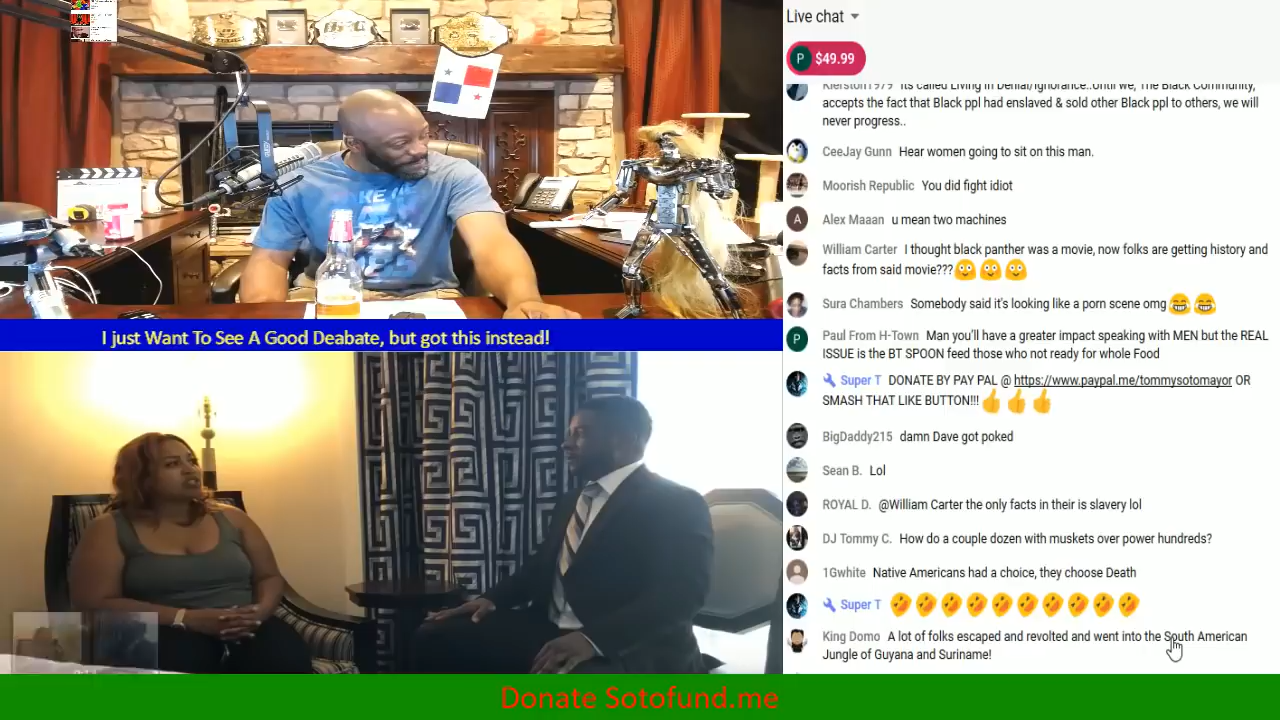 Live chat
P $49.99
Kierston1979 Its called Living in Denial/Ignorance..Until we, The Black Community,
accepts the fact that Black ppl had enslaved & sold other Black ppl to others, we will
never progress..
CeeJay Gunn Hear women going to sit on this man.
Moorish Republic You did fight idiot
A Alex Maaan u mean two machines
William Carter I thought black panther was a movie, now folks are getting history and
facts from said movie???
Sura Chambers Somebody said it's looking like a porn scene omg
P Paul From H-Town Man you'll have a greater impact speaking with MEN but the REAL
ISSUE is the BT SPOON feed those who not ready for whole Food
Super T DONATE BY PAY PAL @ https://www.paypal.me/tommysotomayor OR
SMASH THAT LIKE BUTTON!!!
BigDaddy215 damn Dave got poked
Sean B. Lol
ROYAL D. @William Carter the only facts in their is slavery lol
DJ Tommy C. How do a couple dozen with muskets over power hundreds?
1Gwhite Native Americans had a choice, they choose Death
Super T
King Domo A lot of folks escaped and revolted and went into the South American
Jungle of Guyana and Suriname!
I just Want To See A Good Deabate, but got this instead!
Donate Sotofund.me